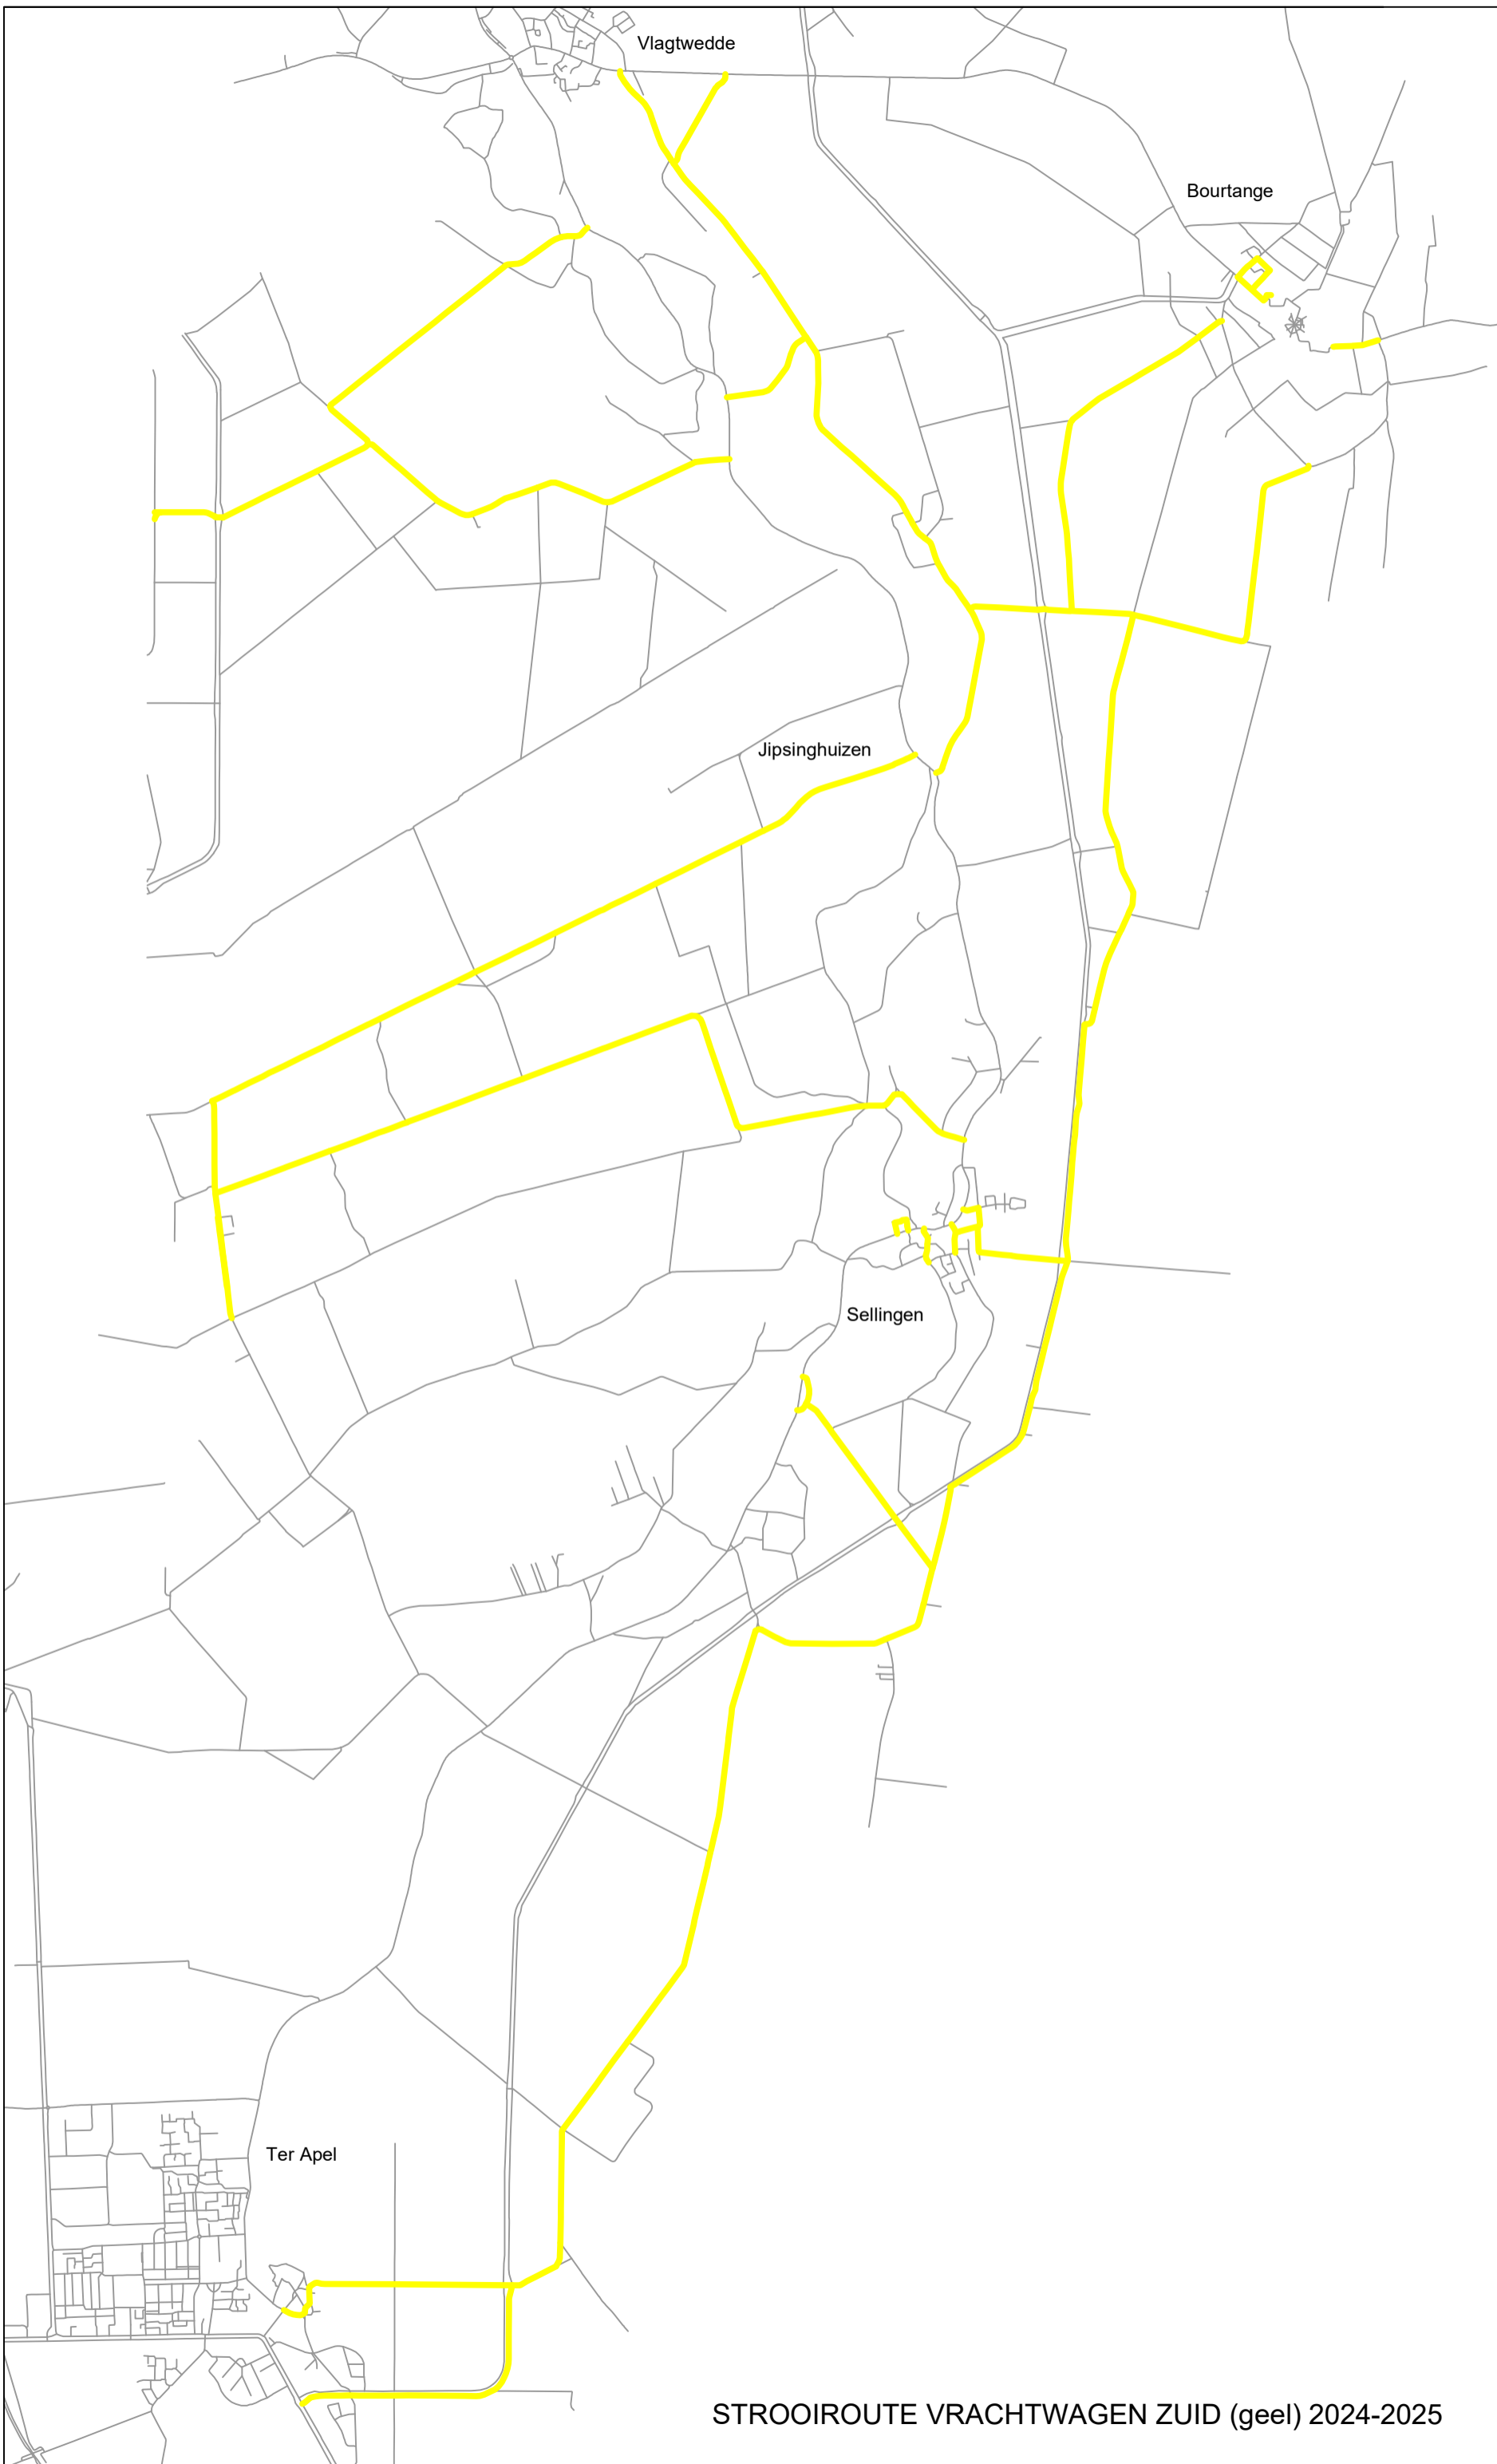 Vlagtwedde
Bourtange
Jipsinghuizen
Sellingen
Ter Apel
STROOIROUTE VRACHTWAGEN ZUID (geel) 2024-2025